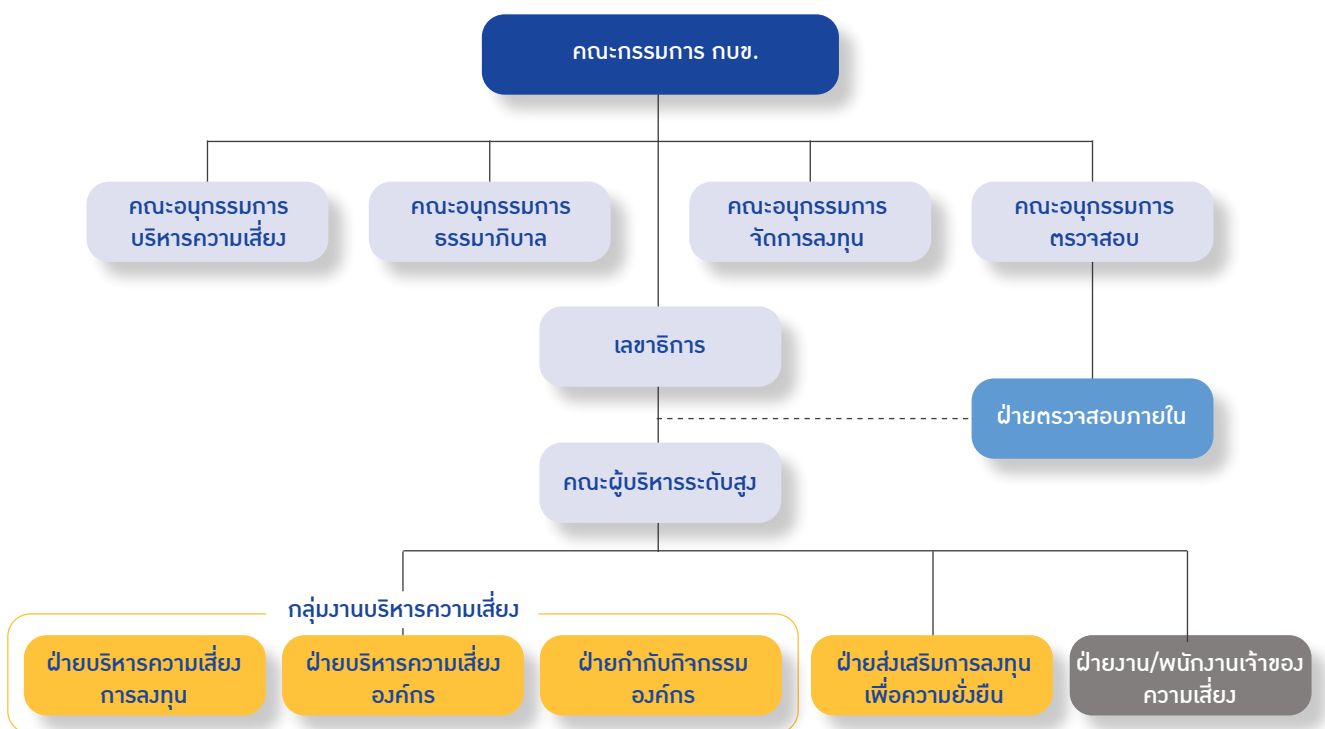 คณะกรรมการ กบข.
คณะอนุกรรมการ
บริหารความเสี่ยง
คณะอนุกรรมการ
ธรรมาภิบาล
คณะอนุกรรมการ
จัดการลงทุน
คณะอนุกรรมการ
ตรวจสอบ
เลขาธิการ
ฝ่ายตรวจสอบภายใน
คณะผู้บริหารระดับสูง
กลุ่มงานบริหารความเสี่ยง
ฝ่ายบริหารความเสี่ยง
การลงทุน
ฝ่ายบริหารความเสี่ยง
องค์กร
ฝ่ายกำกับกิจกรรม
องค์กร
ฝ่ายส่งเสริมการลงทุน
เพื่อความยั่งยืน
ฝ่ายงาน/พนักงานเจ้าของ
ความเสี่ยง